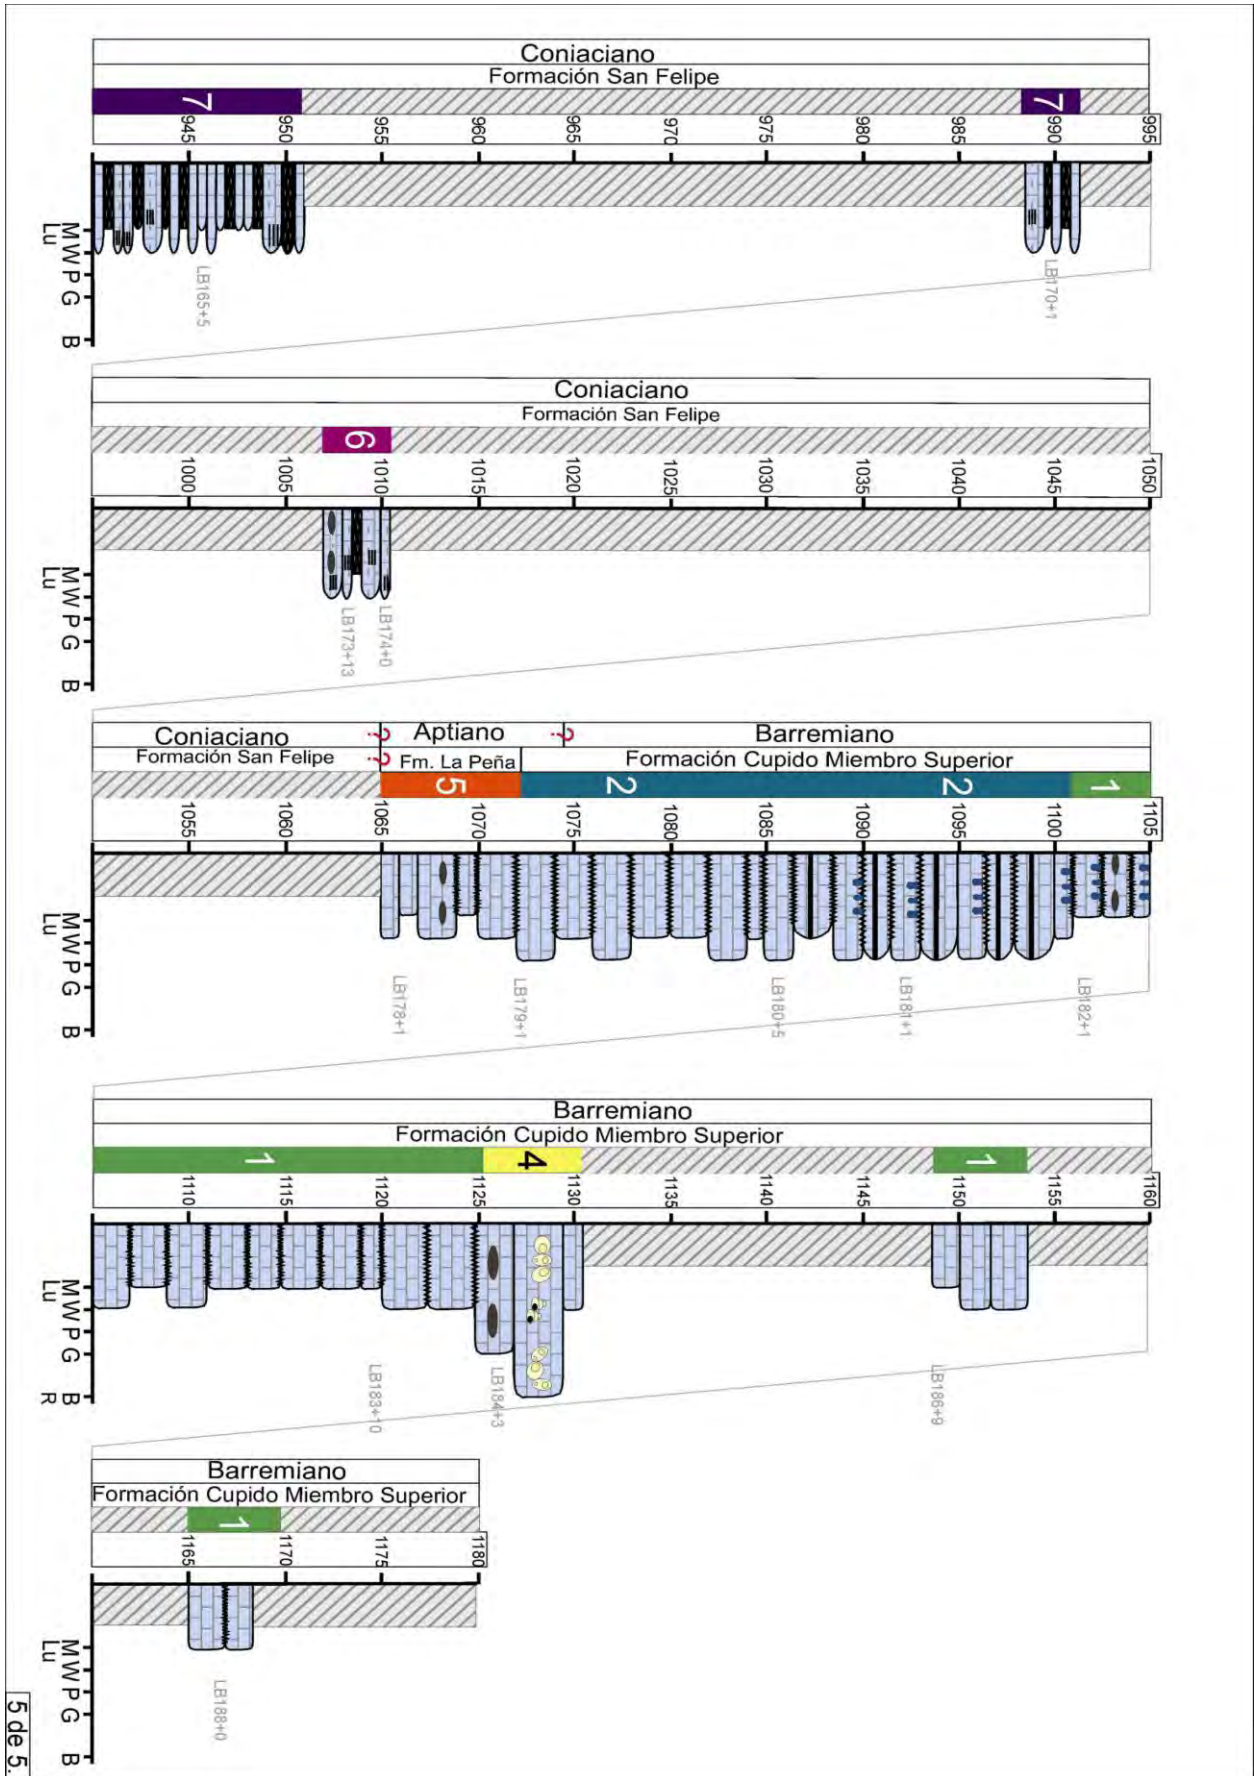 Coniaciano
Formación San Felipe
7
7
945
950
955
960
965
970
975
980
985
990
995
M
Lu
W
P
G
B
LB165+5
LB170+1
Coniaciano
Formación San Felipe
6
1000
1005
1010
1015
1020
1025
1030
1035
1040
1045
1050
M
Lu
W
P
G
B
LB173+13
LB174+0
Coniaciano
?
Aptiano
?
Barremiano
Formación San Felipe
?
Fm. La Peña
Formación Cupido Miembro Superior
5
2
2
1
1055
1060
1065
1070
1075
1080
1085
1090
1095
1100
1105
M
Lu
W
P
G
B
LB178+1
LB179+1
LB180+5
LB181+1
LB182+1
Barremiano
Formación Cupido Miembro Superior
1
4
1
1110
1115
1120
1125
1130
1135
1140
1145
1150
1155
1160
M
Lu
W
P
G
B
R
LB183+10
LB184+3
LB186+9
Barremiano
Formación Cupido Miembro Superior
1
1165
1170
1175
1180
M
Lu
W
P
G
B
LB188+0
5 de 5.